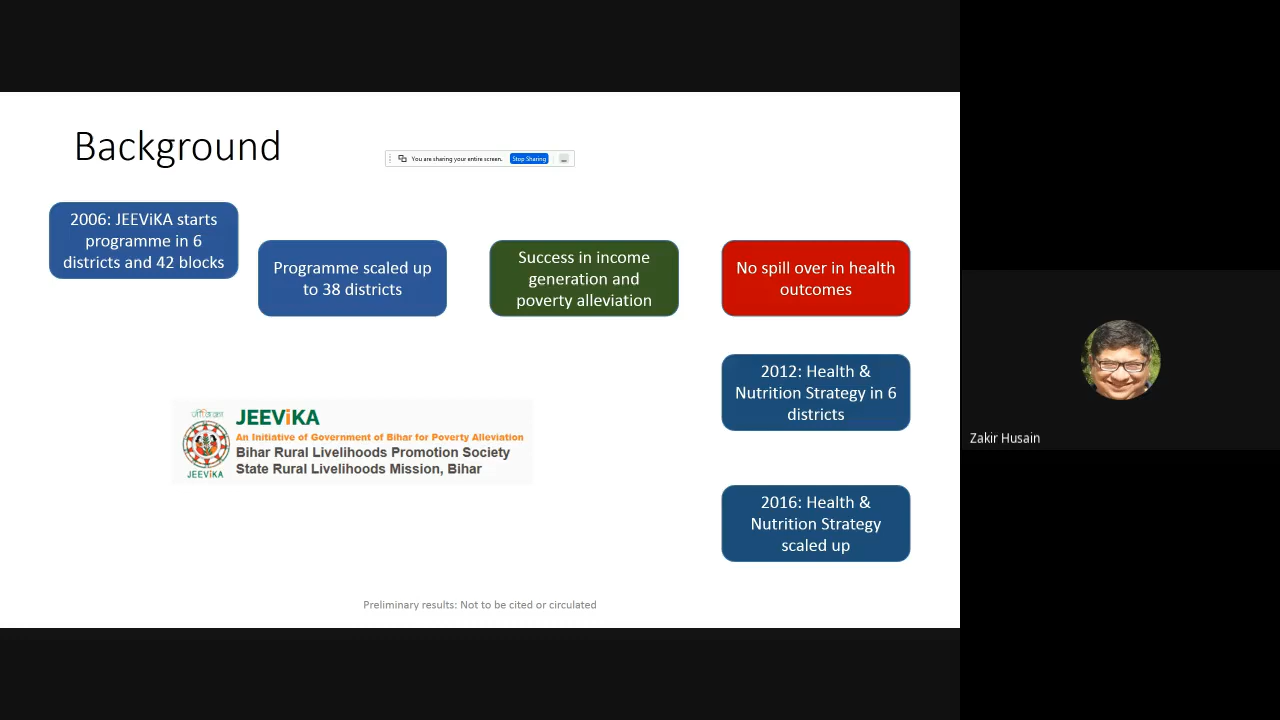 Background
You are sharing your entire screen.
Stop Sharing
2006: JEEViKA starts
programme in 6
districts and 42 blocks
Programme scaled up
to 38 districts
Success in income
generation and
poverty alleviation
No spill over in health
outcomes
2012: Health &
Nutrition Strategy in 6
districts
2016: Health &
Nutrition Strategy
scaled up
जीविका
JEEViKA
JEEViKA
An Initiative of Government of Bihar for Poverty Alleviation
Bihar Rural Livelihoods Promotion Society
State Rural Livelihoods Mission, Bihar
Preliminary results: Not to be cited or circulated
Zakir Husain